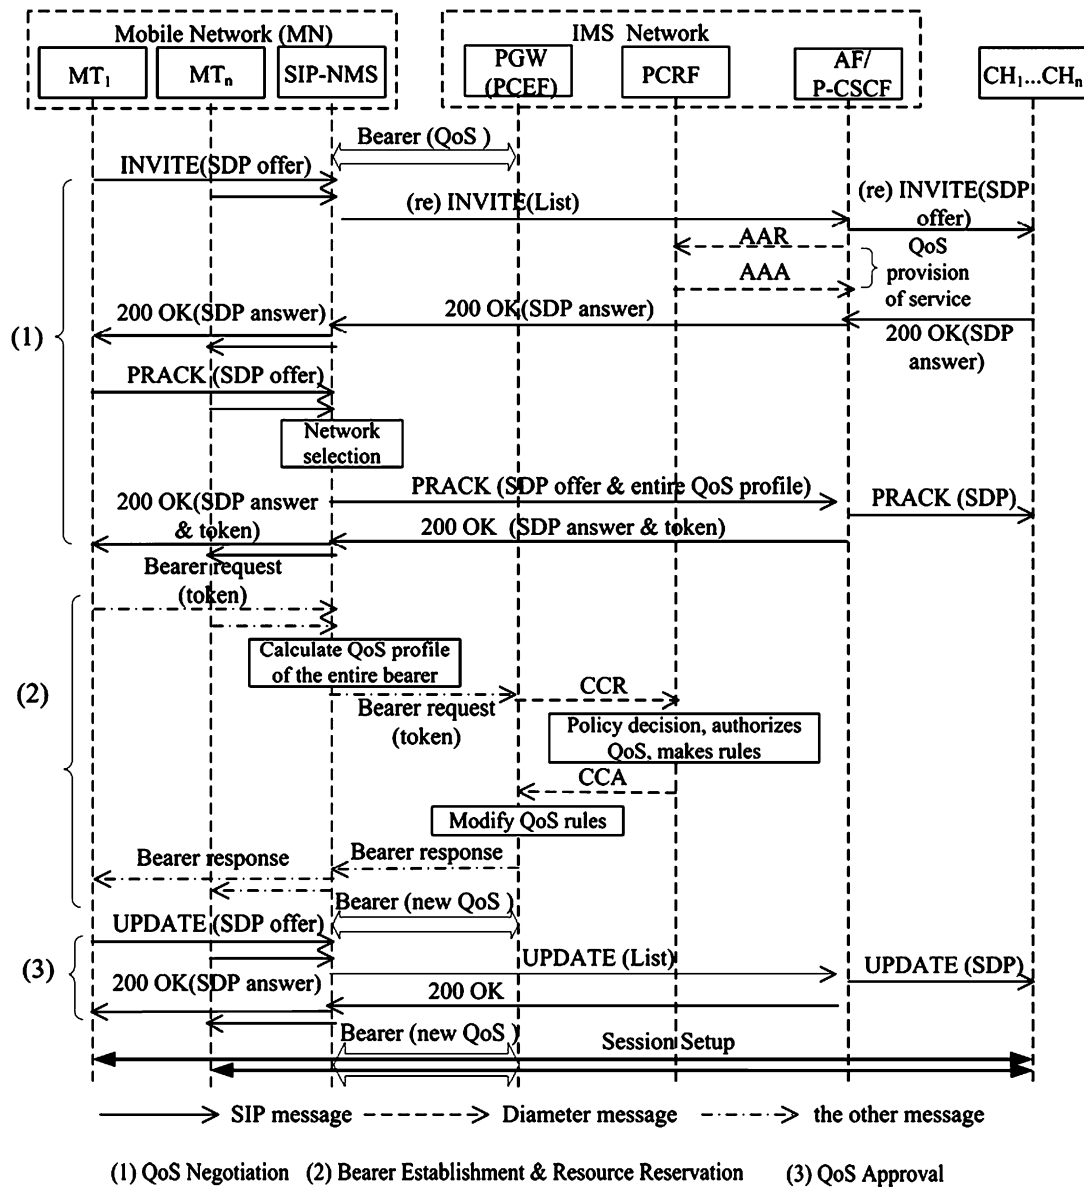 Mobile Network (MN)
IMS Network
MT1
MTn
SIP-NMS
PGW
(PCEF)
PCRF
AF/
P-CSCF
CH1...CHn
Bearer (QoS )
INVITE(SDP offer)
(re) INVITE(List)
(re) INVITE(SDP
offer)
AAR
QoS
provision
of service
AAA
200 OK(SDP answer)
200 OK(SDP answer)
200 OK(SDP
answer)
(1)
PRACK (SDP offer)
Network
selection
PRACK (SDP offer & entire QoS profile)
PRACK (SDP)
200 OK(SDP answer
& token)
200 OK (SDP answer & token)
Bearer request
(token)
Calculate QoS profile
of the entire bearer
(2)
Bearer request
(token)
CCR
Policy decision, authorizes
QoS, makes rules
CCA
Modify QoS rules
Bearer response
Bearer response
Bearer (new QoS )
UPDATE (SDP offer)
(3)
UPDATE (List)
UPDATE (SDP)
200 OK(SDP answer)
200 OK
Bearer (new QoS )
Session Setup
SIP message
Diameter message
the other message
(1) QoS Negotiation (2) Bearer Establishment & Resource Reservation (3) QoS Approval